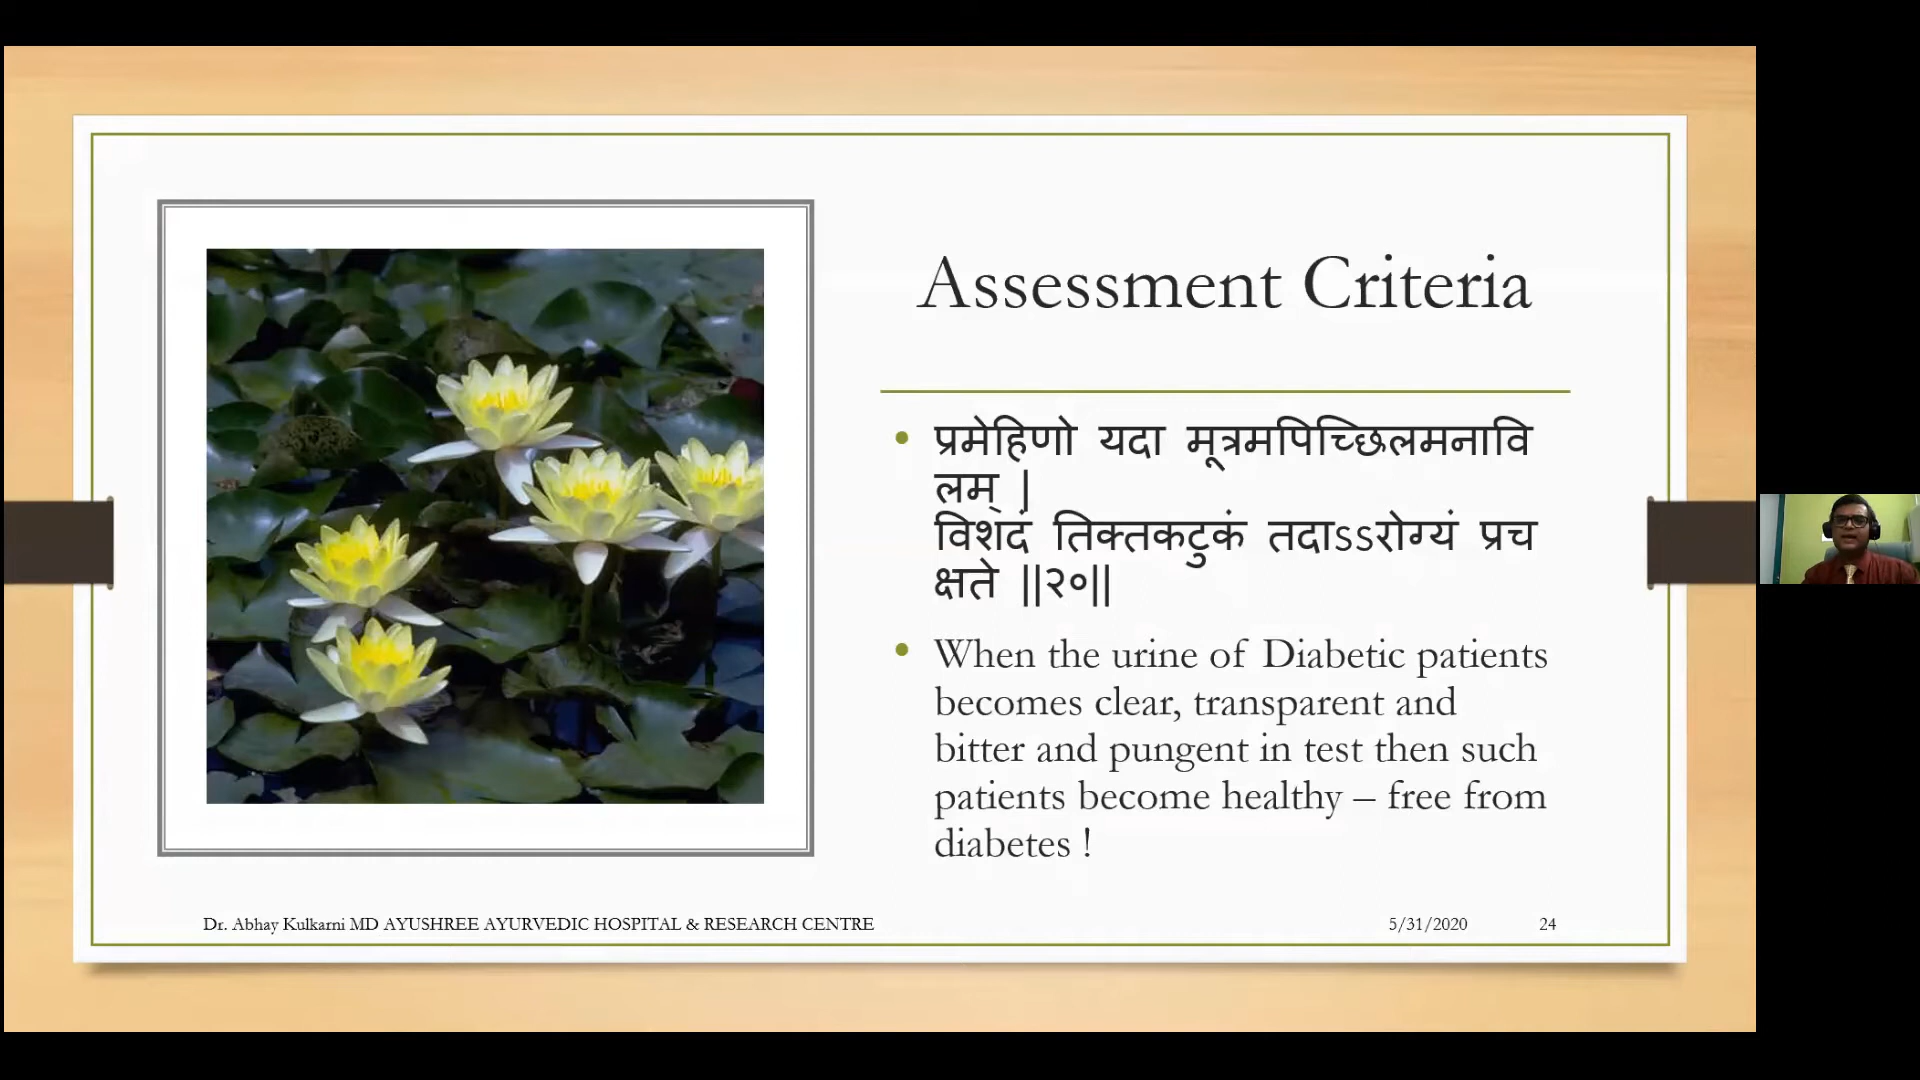 Assessment Criteria
• प्रमेहिणो यदा मूत्रमपिच्छिलमनावि
लम् |
विशदं तिक्तकटुकं तदाऽऽरोग्यं प्रच
क्षते ||२०||
• When the urine of Diabetic patients
becomes clear, transparent and
bitter and pungent in test then such
patients become healthy – free from
diabetes !
Dr. Abhay Kulkarni MD AYUSHREE AYURVEDIC HOSPITAL & RESEARCH CENTRE 5/31/2020 24